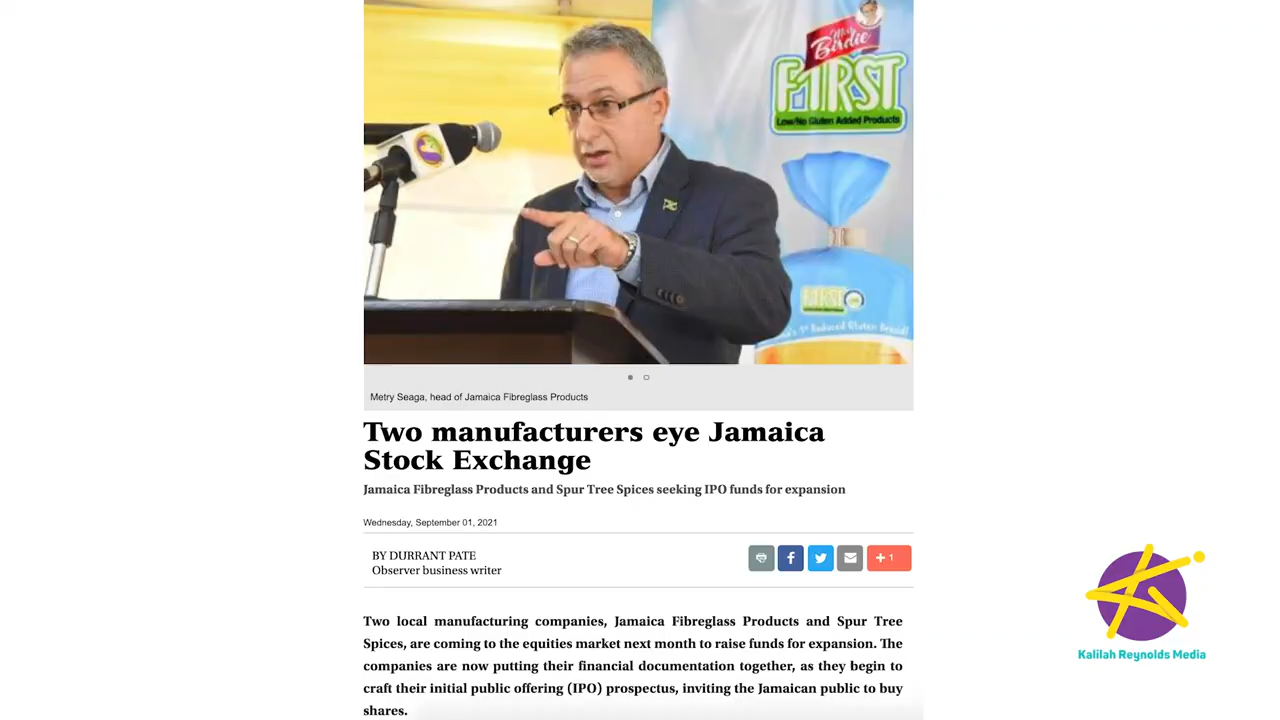 Miss
Birdie
FIRST
Low/No Gluten Added Products
FIRST
1st Reduced Gluten Bread!
Metry Seaga, head of Jamaica Fibreglass Products
Two manufacturers eye Jamaica
Stock Exchange
Jamaica Fibreglass Products and Spur Tree Spices seeking IPO funds for expansion
Wednesday, September 01, 2021
BY DURRANT PATE
Observer business writer
+ 1
Two local manufacturing companies, Jamaica Fibreglass Products and Spur Tree
Spices, are coming to the equities market next month to raise funds for expansion. The
companies are now putting their financial documentation together, as they begin to
craft their initial public offering (IPO) prospectus, inviting the Jamaican public to buy
shares.
Kalilah Reynolds Media